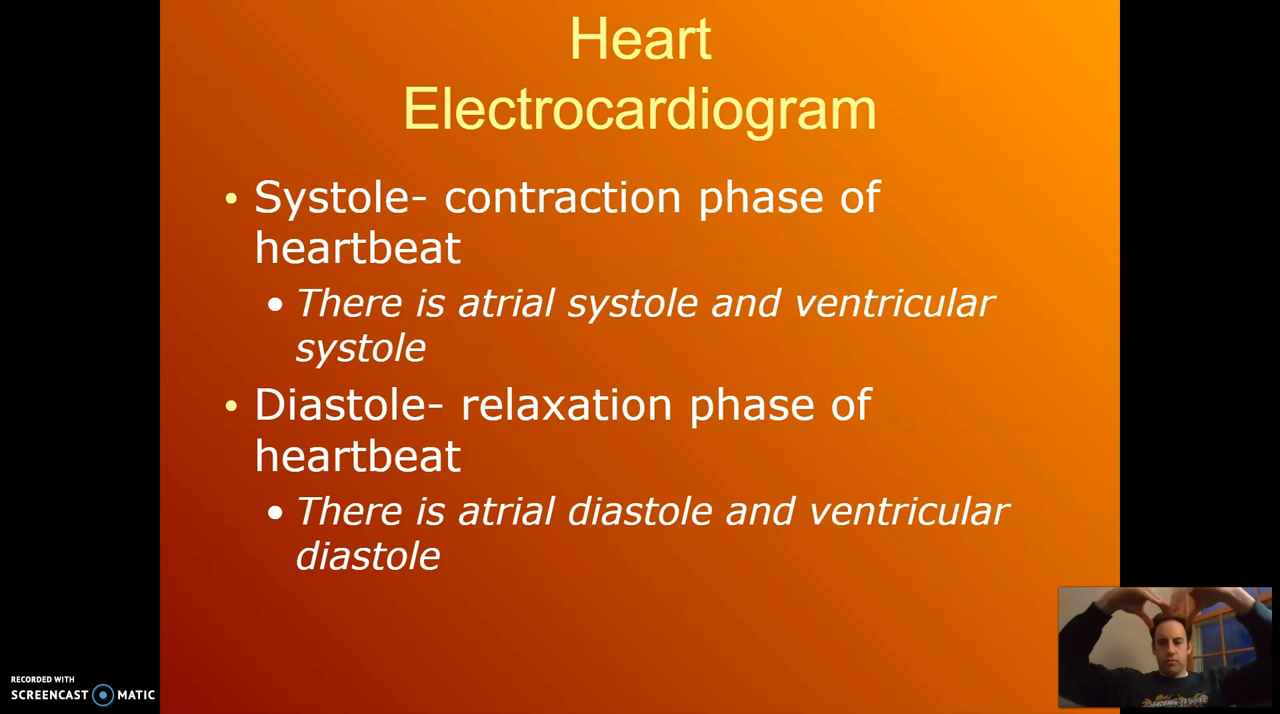 Heart
Electrocardiogram
• Systole- contraction phase of
heartbeat
• There is atrial systole and ventricular
systole
• Diastole- relaxation phase of
heartbeat
• There is atrial diastole and ventricular
diastole
RECORDED WITH
SCREENCAST MATIC